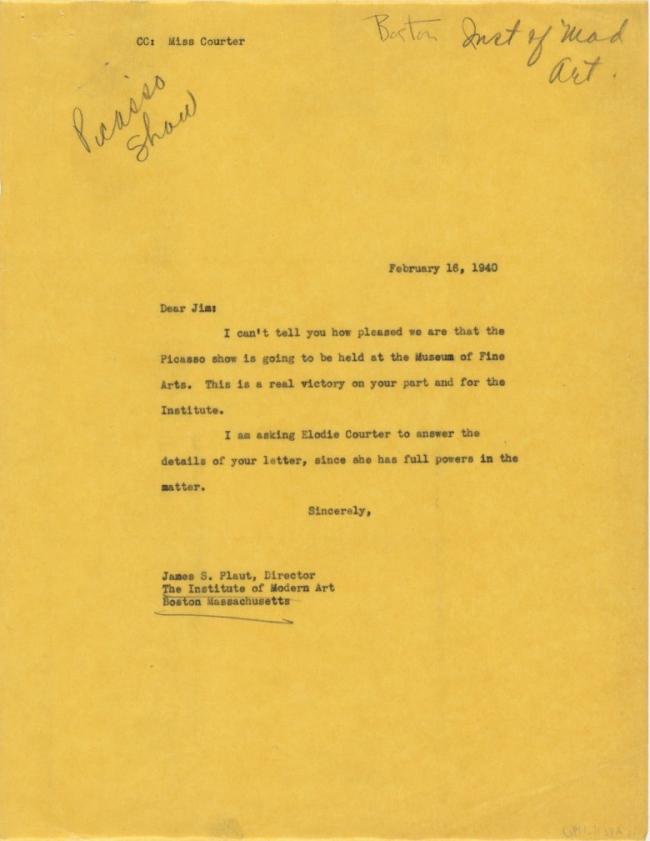 CC: Miss Courter
Boston Inst of Mod
Art.
Picasso
Show
February 16, 1940
Dear Jim:
I can't tell you how pleased we are that the
Picasso show is going to be held at the Museum of Fine
Arts. This is a real victory on your part and for the
Institute.
I am asking Elodie Courter to answer the
details of your letter, since she has full powers in the
matter.
Sincerely,
James S. Plaut, Director
The Institute of Modern Art
Boston Massachusetts